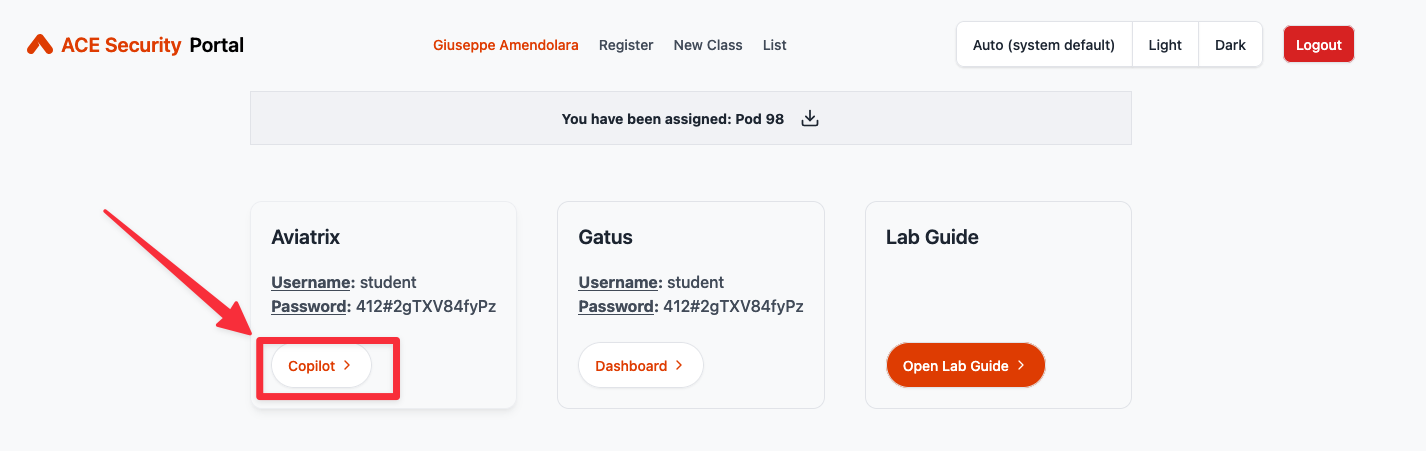 ACE Security Portal
Giuseppe Amendolara Register New Class List
Auto (system default) Light Dark
Logout
You have been assigned: Pod 98
Aviatrix
Username: student
Password: 412#2gTXV84fyPz
Copilot
Gatus
Username: student
Password: 412#2gTXV84fyPz
Dashboard
Lab Guide
Open Lab Guide